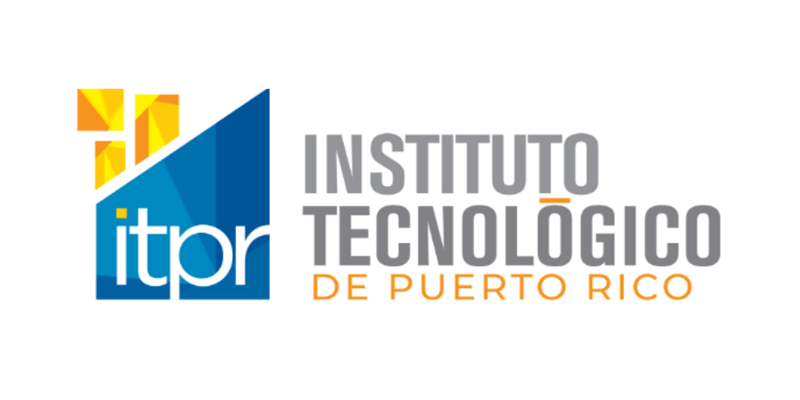 itpr
INSTITUTO
TECNOLÓGICO
DE PUERTO RICO